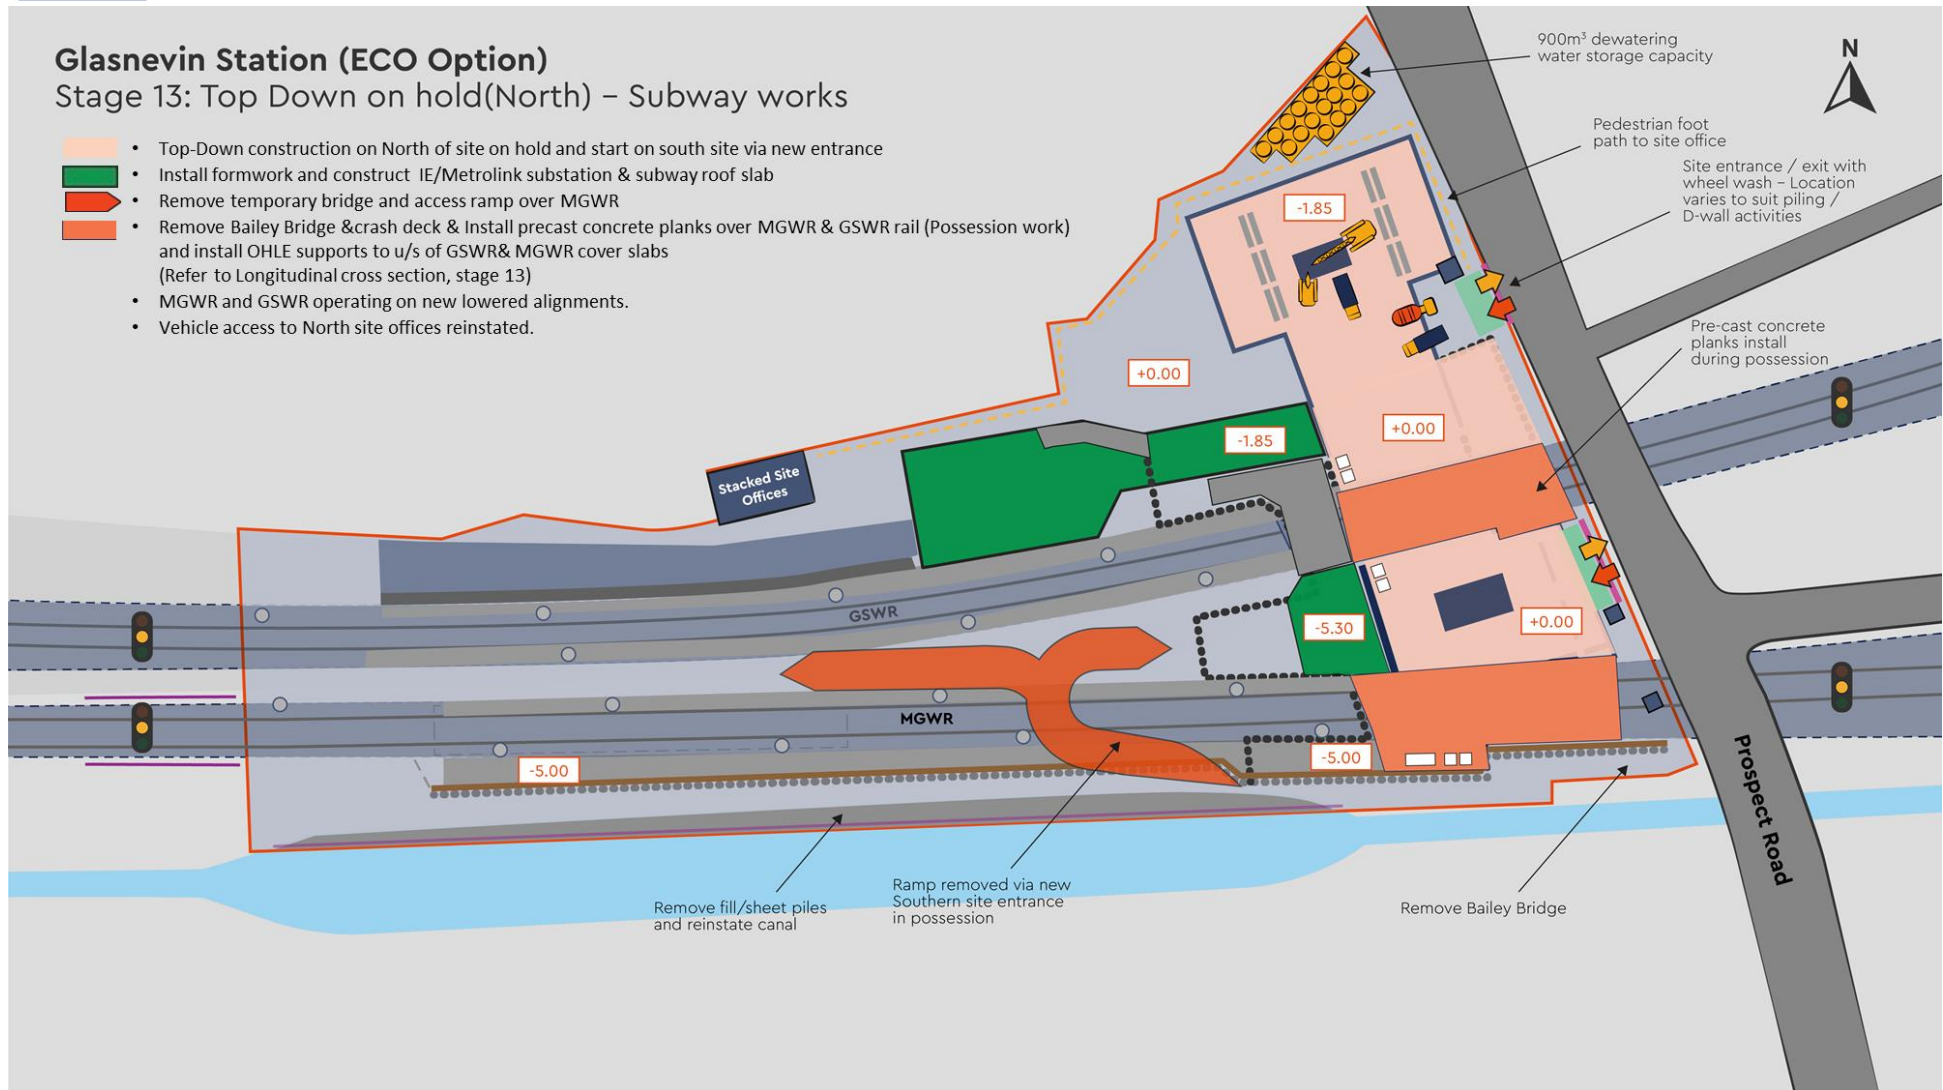 Glasnevin Station (ECO Option)
Stage 13: Top Down on hold(North) – Subway works
• Top-Down construction on North of site on hold and start on south site via new entrance
• Install formwork and construct IE/Metrolink substation & subway roof slab
• Remove temporary bridge and access ramp over MGWR
• Remove Bailey Bridge &crash deck & Install precast concrete planks over MGWR & GSWR rail (Possession work)
and install OHLE supports to u/s of GSWR& MGWR cover slabs
(Refer to Longitudinal cross section, stage 13)
• MGWR and GSWR operating on new lowered alignments.
• Vehicle access to North site offices reinstated.
900m³ dewatering
water storage capacity
N
Pedestrian foot
path to site office
Site entrance / exit with
wheel wash – Location
varies to suit piling /
D-wall activities
-1.85
Pre-cast concrete
planks install
during possession
+0.00
+0.00
-1.85
Stacked Site
Offices
GSWR
-5.30
+0.00
MGWR
-5.00
-5.00
Prospect Road
Remove fill/sheet piles
and reinstate canal
Ramp removed via new
Southern site entrance
in possession
Remove Bailey Bridge